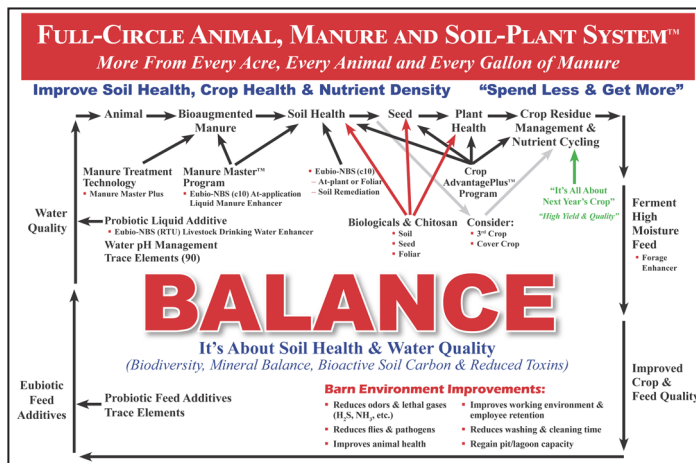 FULL-CIRCLE ANIMAL, MANURE AND SOIL-PLANT SYSTEM™
More From Every Acre, Every Animal and Every Gallon of Manure
Improve Soil Health, Crop Health & Nutrient Density
“Spend Less & Get More”
ANIMAL
BIOAUGMENTED
MANURE
SOIL HEALTH
SEED
PLANT
HEALTH
CROP RESIDUE
MANAGEMENT &
NUTRIENT CYCLING
MANURE TREATMENT
TECHNOLOGY
▪ MANURE MASTER PLUS
MANURE MASTER™
PROGRAM
▪ EUBIO-NBS (C10) AT-APPLICATION
LIQUID MANURE ENHANCER
▪ EUBIO-NBS (C10)
– AT-PLANT OR FOLIAR
– SOIL REMEDIATION
CROP
ADVANTAGEPLUS™
PROGRAM
“IT’S ALL ABOUT
NEXT YEAR’S CROP”
“HIGH YIELD & QUALITY”
WATER
QUALITY
PROBIOTIC LIQUID ADDITIVE
▪ EUBIO-NBS (RTU) LIVESTOCK DRINKING WATER ENHANCER
WATER PH MANAGEMENT
TRACE ELEMENTS (90)
BIOLOGICALS & CHITOSAN
▪ SOIL
▪ SEED
▪ FOLIAR
CONSIDER:
▪ 3RD CROP
▪ COVER CROP
FERMENT
HIGH
MOISTURE
FEED
▪ FORAGE
ENHANCER
BALANCE
IT’S ABOUT SOIL HEALTH & WATER QUALITY
(BIODIVERSITY, MINERAL BALANCE, BIOACTIVE SOIL CARBON & REDUCED TOXINS)
EUBIOTIC
FEED
ADDITIVES
PROBIOTIC FEED ADDITIVES
TRACE ELEMENTS
IMPROVED
CROP &
FEED QUALITY
Barn Environment Improvements:
▪ REDUCES ODORS & LETHAL GASES
(H2S, NH3, ETC.)
▪ REDUCES FLIES & PATHOGENS
▪ IMPROVES ANIMAL HEALTH
▪ IMPROVES WORKING ENVIRONMENT &
EMPLOYEE RETENTION
▪ REDUCES WASHING & CLEANING TIME
▪ REGAIN PIT/LAGOON CAPACITY